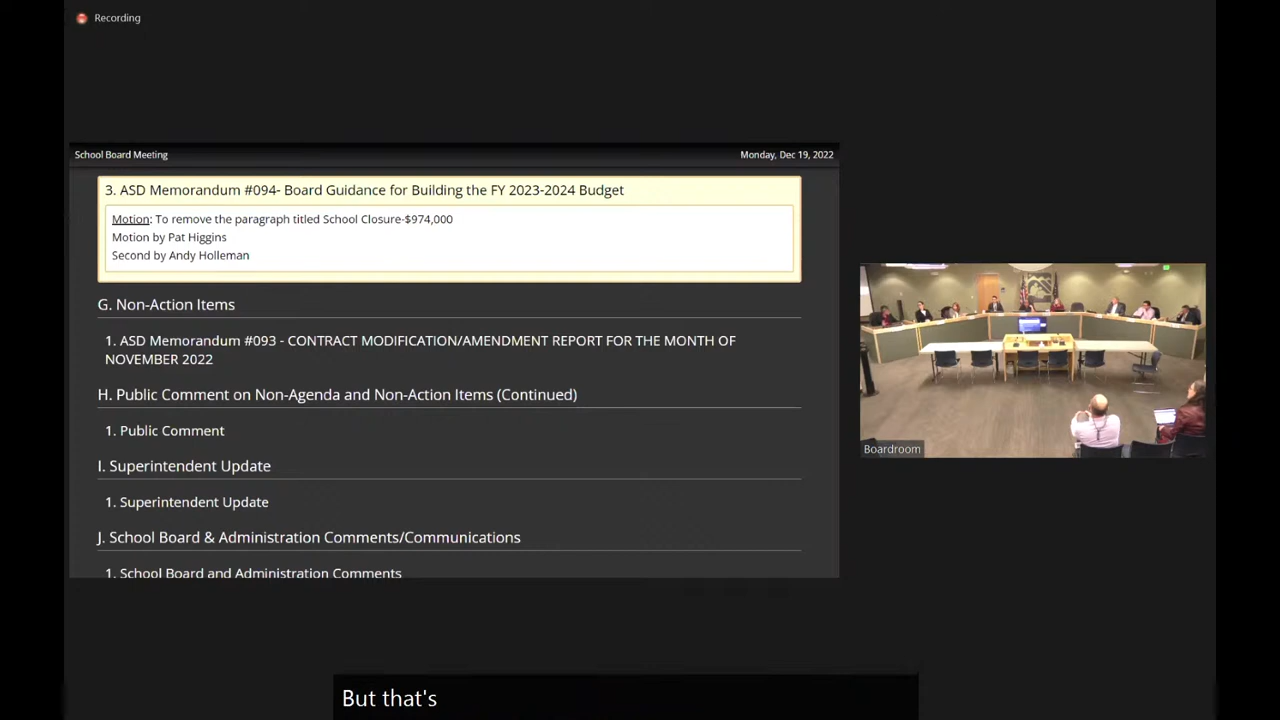 Recording
School Board Meeting
Monday, Dec 19, 2022
3. ASD Memorandum #094- Board Guidance for Building the FY 2023-2024 Budget
Motion: To remove the paragraph titled School Closure-$974,000
Motion by Pat Higgins
Second by Andy Holleman
G. Non-Action Items
1. ASD Memorandum #093 - CONTRACT MODIFICATION/AMENDMENT REPORT FOR THE MONTH OF
NOVEMBER 2022
H. Public Comment on Non-Agenda and Non-Action Items (Continued)
1. Public Comment
I. Superintendent Update
1. Superintendent Update
J. School Board & Administration Comments/Communications
1. School Board and Administration Comments
Boardroom
But that's